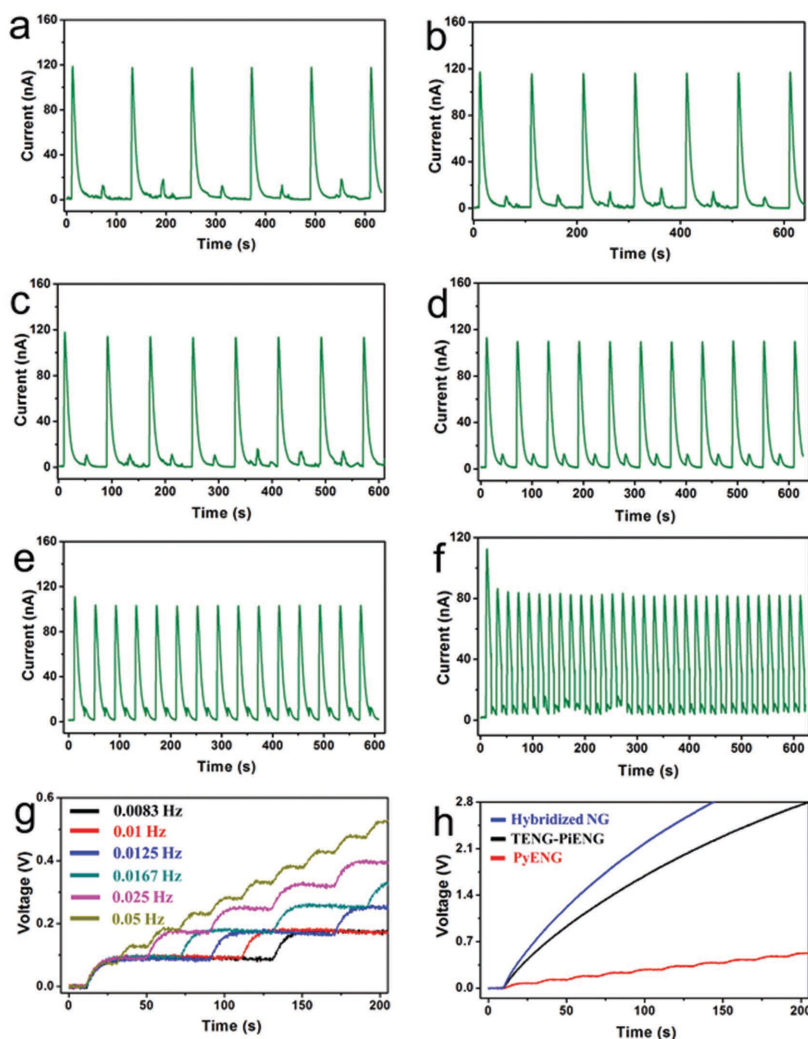 a
160
120
80
40
0
Current (nA)
0 100 200 300 400 500 600
Time (s)
b
160
120
80
40
0
Current (nA)
0 200 400 600
Time (s)
c
160
120
80
40
0
Current (nA)
0 100 200 300 400 500 600
Time (s)
d
160
120
80
40
0
Current (nA)
0 100 200 300 400 500 600
Time (s)
e
160
120
80
40
0
Current (nA)
0 100 200 300 400 500 600
Time (s)
f
120
80
40
0
Current (nA)
0 100 200 300 400 500 600
Time (s)
g
0.6
0.4
0.2
0.0
Voltage (V)
0.0083 Hz
0.01 Hz
0.0125 Hz
0.0167 Hz
0.025 Hz
0.05 Hz
0 50 100 150 200
Time (s)
h
2.8
2.1
1.4
0.7
0.0
Voltage (V)
Hybridized NG
TENG-PiENG
PyENG
0 50 100 150 200
Time (s)